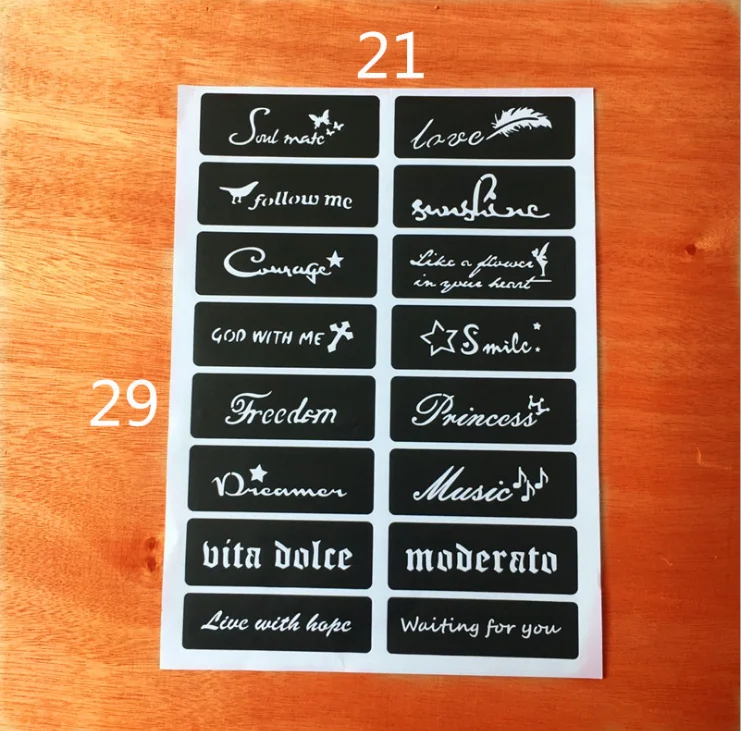 21
29
Soul mate
love
follow me
sunshine
Courage
Like a flower
in your heart
GOD WITH ME
Smile
Freedom
Princess
Dreamer
Music
vita dolce
moderato
Live with hope
Waiting for you